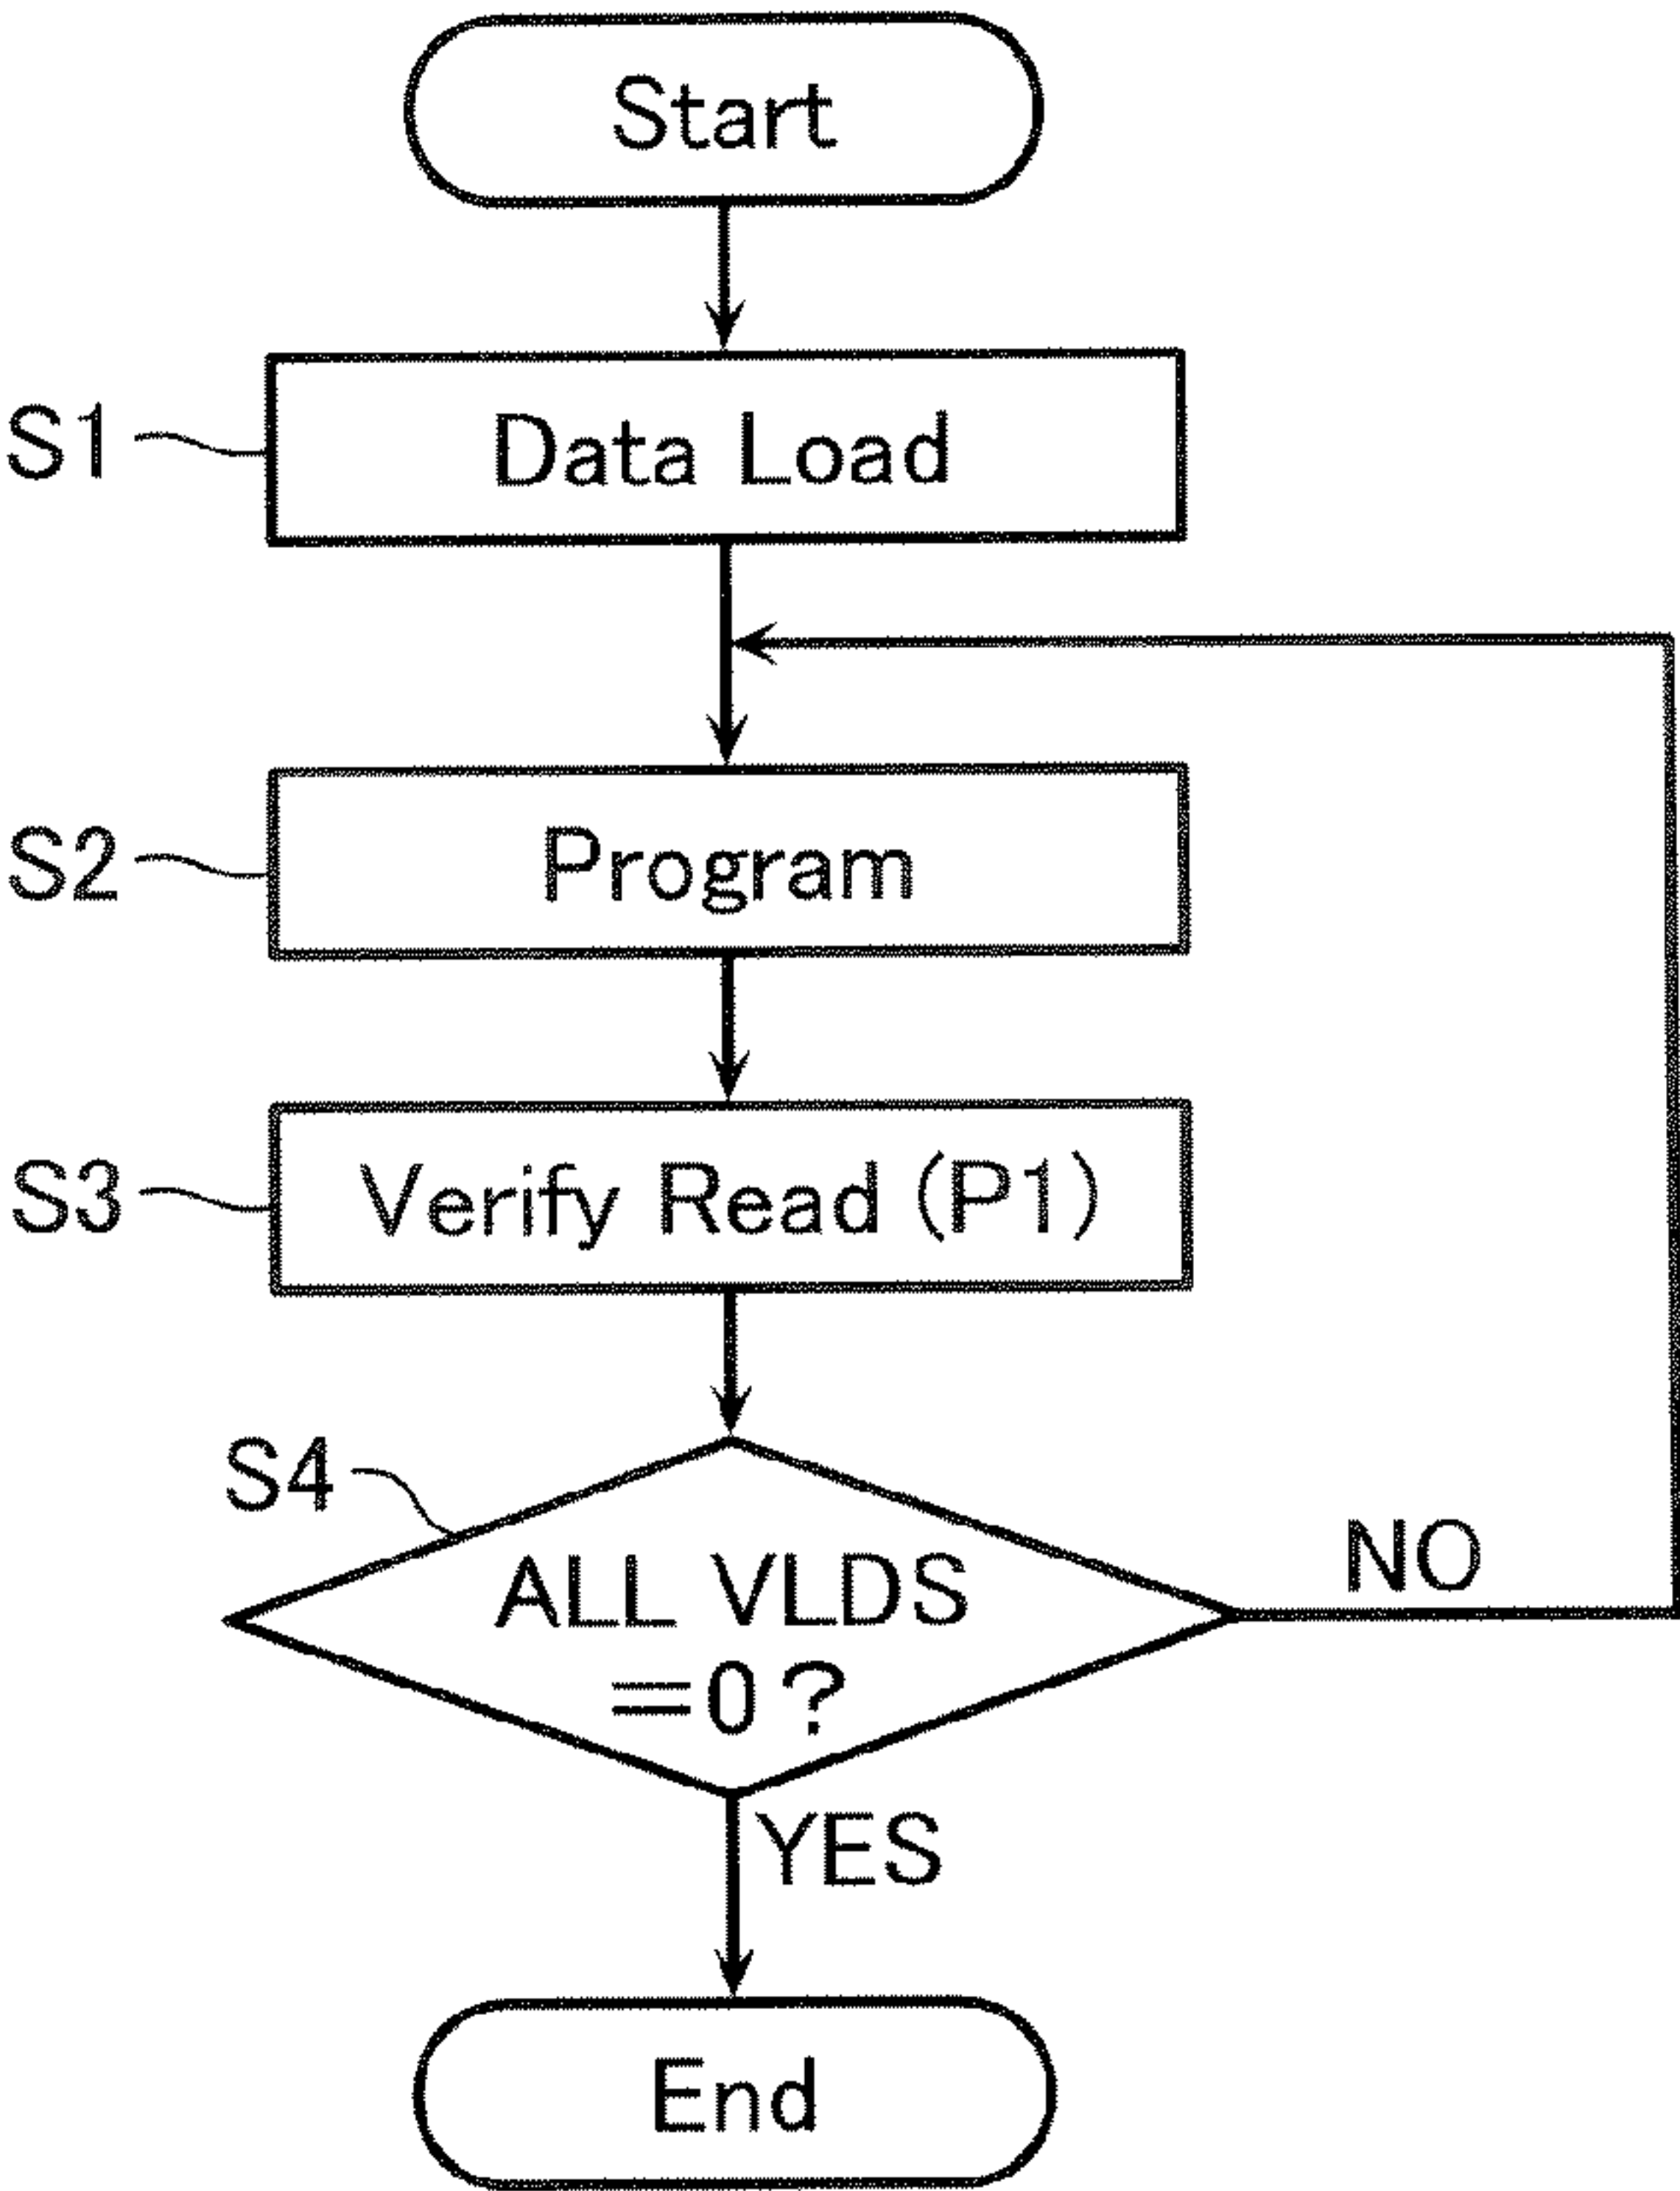 Start
S1
Data Load
S2
Program
S3
Verify Read (P1)
S4
ALL VLDS
=0?
NO
YES
End